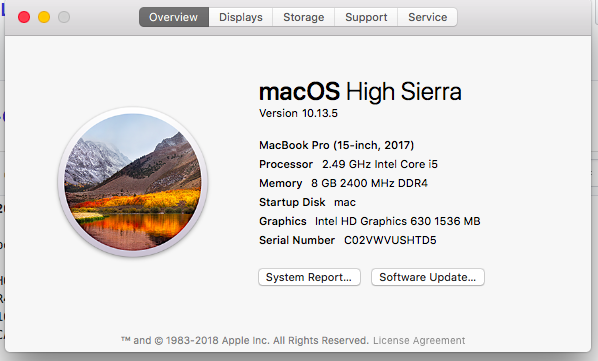 Overview Displays Storage Support Service
macOS High Sierra
Version 10.13.5
MacBook Pro (15-inch, 2017)
Processor 2.49 GHz Intel Core i5
Memory 8 GB 2400 MHz DDR4
Startup Disk mac
Graphics Intel HD Graphics 630 1536 MB
Serial Number C02VWVUSHTD5
System Report... Software Update...
™ and © 1983-2018 Apple Inc. All Rights Reserved. License Agreement